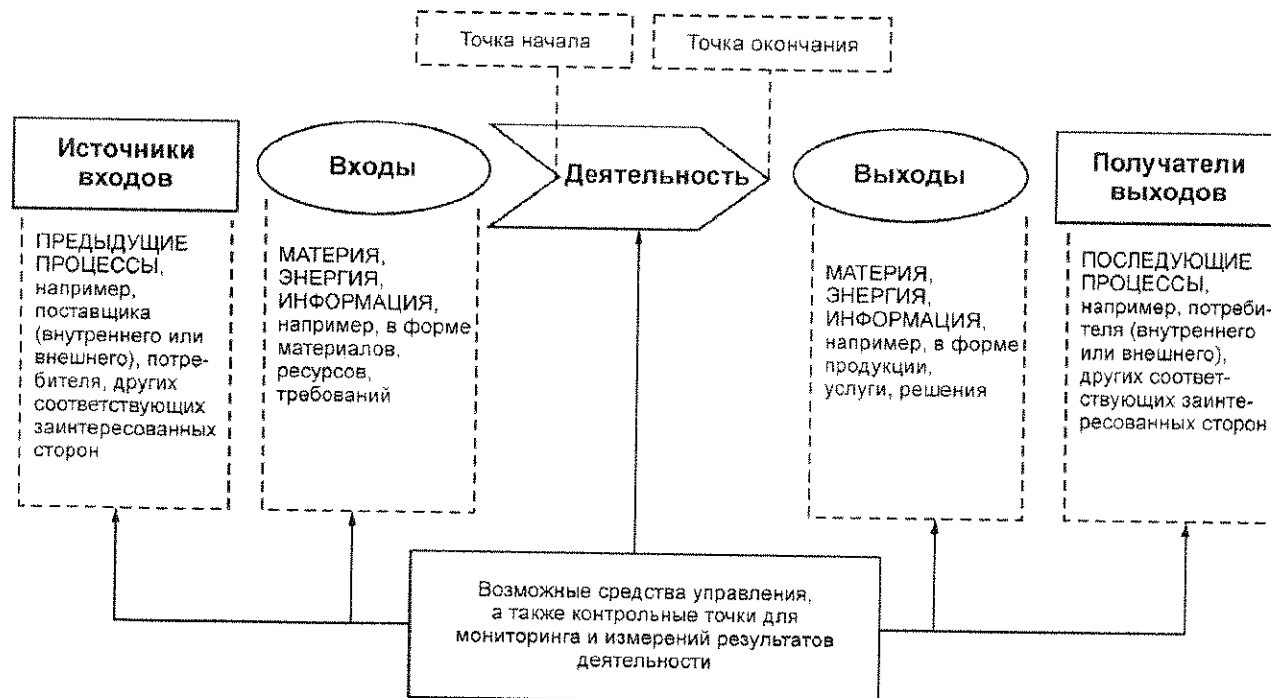 Точка начала
Точка окончания
Источники
входов
Входы
Деятельность
Выходы
Получатели
выходов
ПРЕДЫДУЩИЕ
ПРОЦЕССЫ,
например,
поставщика
(внутреннего или
внешнего), потре-
бителя, других
соответствующих
заинтересованных
сторон
МАТЕРИЯ,
ЭНЕРГИЯ,
ИНФОРМАЦИЯ,
например, в форме
материалов,
ресурсов,
требований
МАТЕРИЯ,
ЭНЕРГИЯ,
ИНФОРМАЦИЯ,
например, в форме
продукции,
услуги, решения
ПОСЛЕДУЮЩИЕ
ПРОЦЕССЫ,
например, потреби-
теля (внутреннего
или внешнего),
других соответ-
ствующих заинте-
ресованных сторон
Возможные средства управления,
а также контрольные точки для
мониторинга и измерений результатов
деятельности